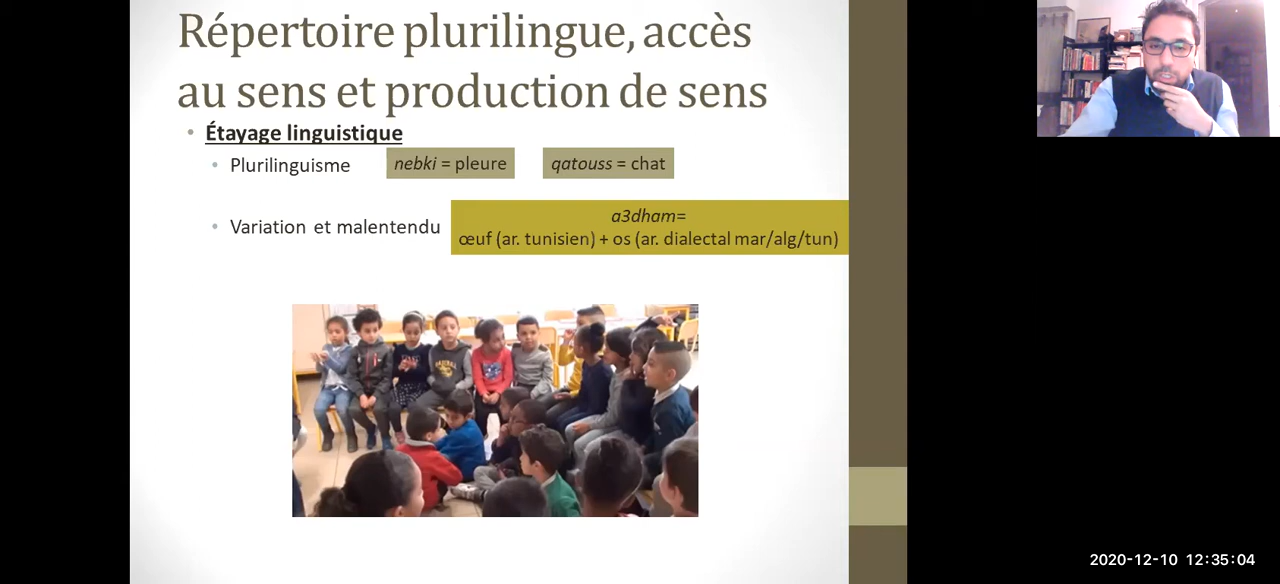 Répertoire plurilingue, accès
au sens et production de sens
Étayage linguistique
Plurilinguisme
nebki = pleure
qatouss = chat
Variation et malentendu
a3dham=
œuf (ar. tunisien) + os (ar. dialectal mar/alg/tun)
2020-12-10 12:35:04